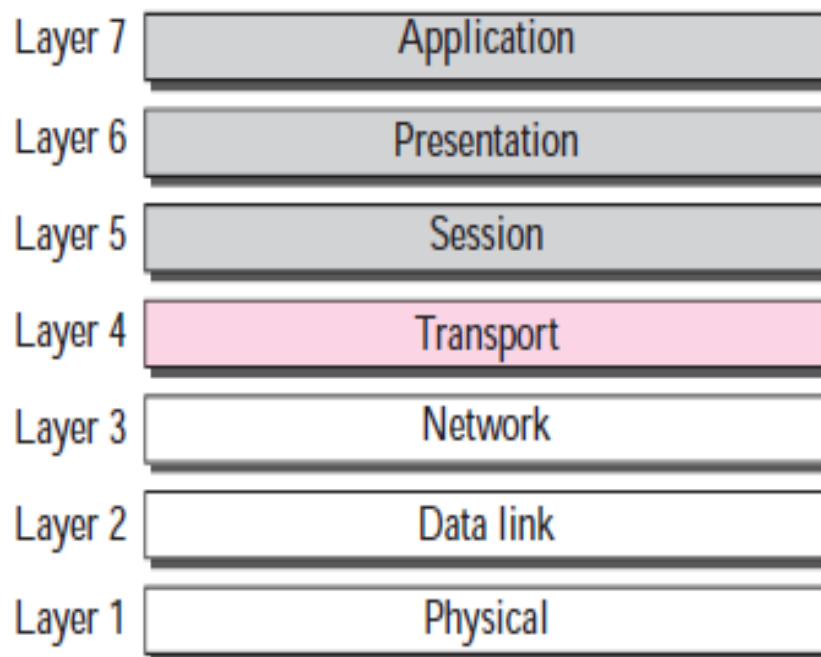 Layer 7 Application
Layer 6 Presentation
Layer 5 Session
Layer 4 Transport
Layer 3 Network
Layer 2 Data link
Layer 1 Physical